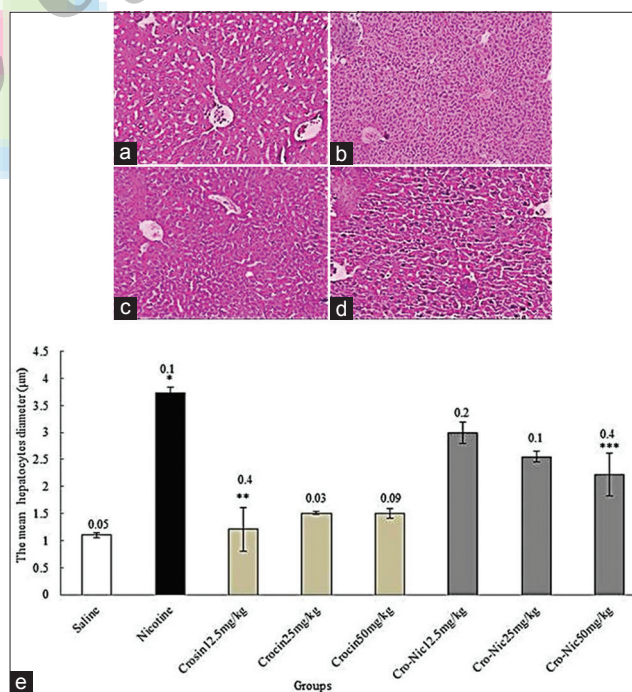 a
b
c
d
The mean hepatocytes diameter (µm)
4.5
4
3.5
3
2.5
2
1.5
1
0.5
0
0.05
0.1
*
0.4
**
0.03
0.09
0.2
0.1
0.4
***
Saline
Nicotine
Crosin12.5mg/kg
Crocin25mg/kg
Crocin50mg/kg
Cro-Nic12.5mg/kg
Cro-Nic25mg/kg
Cro-Nic50mg/kg
Groups
e